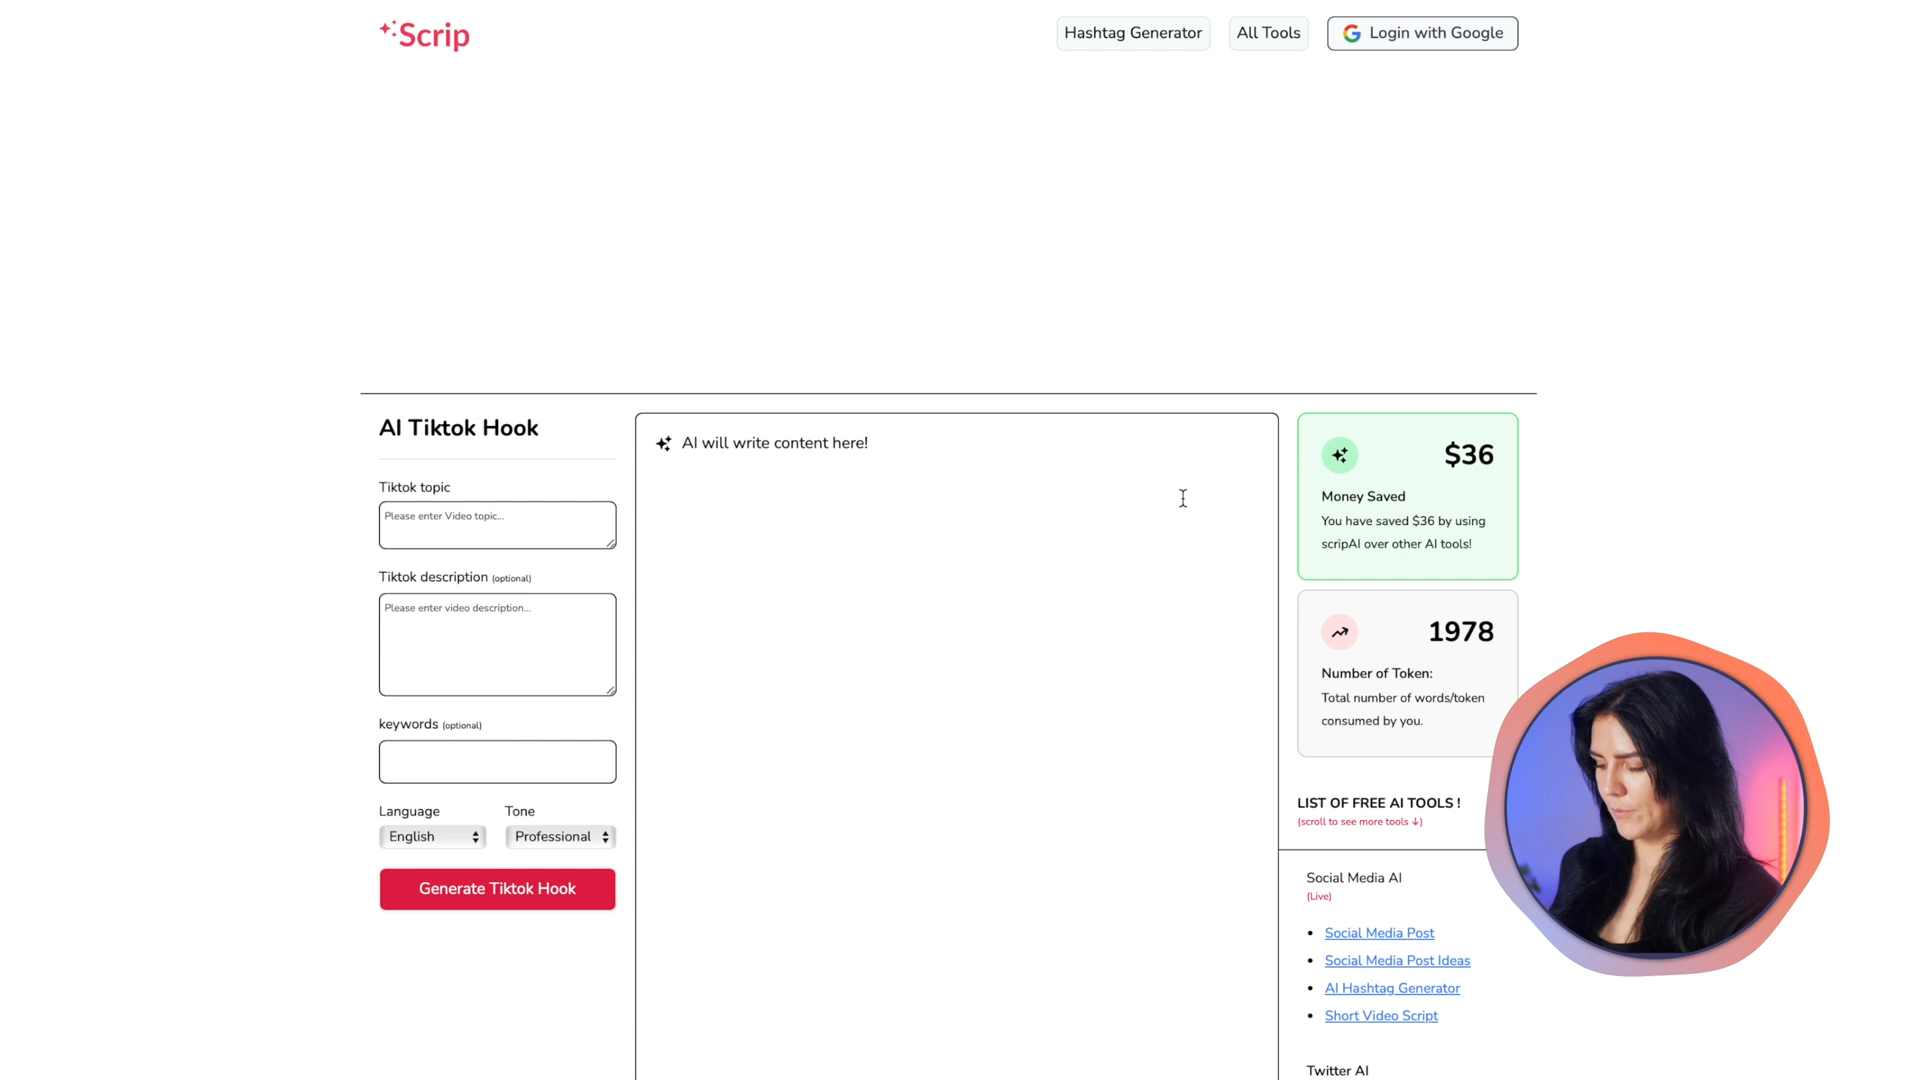 Scrip
Hashtag Generator
All Tools
Login with Google
AI Tiktok Hook
Tiktok topic
Please enter Video topic...
Tiktok description (optional)
Please enter video description...
keywords (optional)
Language
Tone
English
Professional
Generate Tiktok Hook
AI will write content here!
$36
Money Saved
You have saved $36 by using
scripAI over other AI tools!
1978
Number of Token:
Total number of words/token
consumed by you.
LIST OF FREE AI TOOLS !
(scroll to see more tools ↓)
Social Media AI
(Live)
Social Media Post
Social Media Post Ideas
AI Hashtag Generator
Short Video Script
Twitter AI